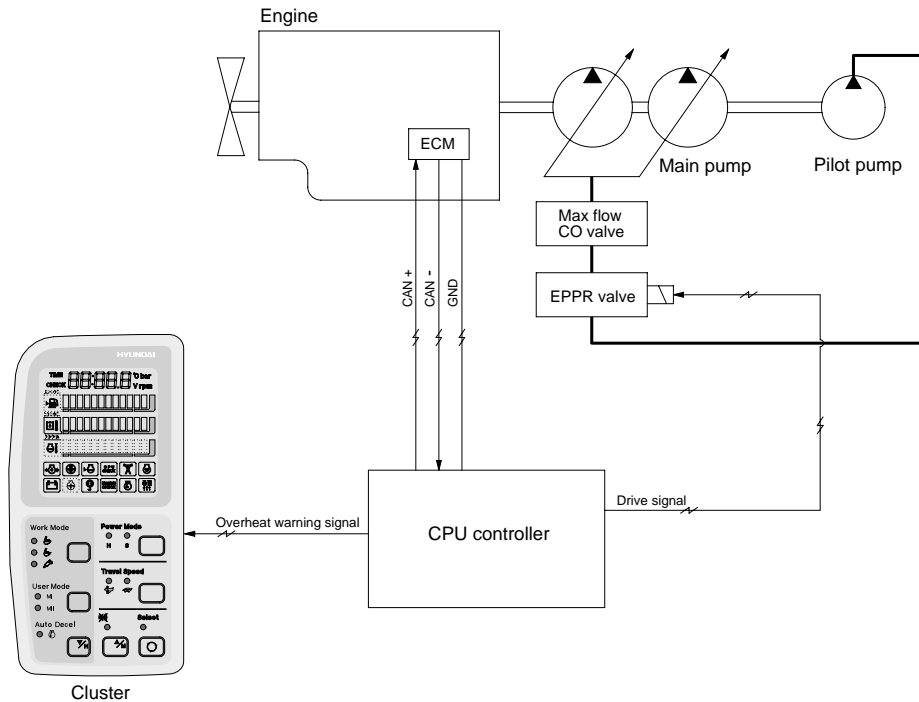 Engine
ECM
Main pump
Pilot pump
Max flow
CO valve
EPPR valve
CAN +
CAN -
GND
HYUNDAI
TIME
°C bar
CHECK
V rpm
Overheat warning signal
CPU controller
Drive signal
Work Mode
Power Mode
H
S
Travel Speed
User Mode
MI
MII
Auto Decel
Select
Cluster